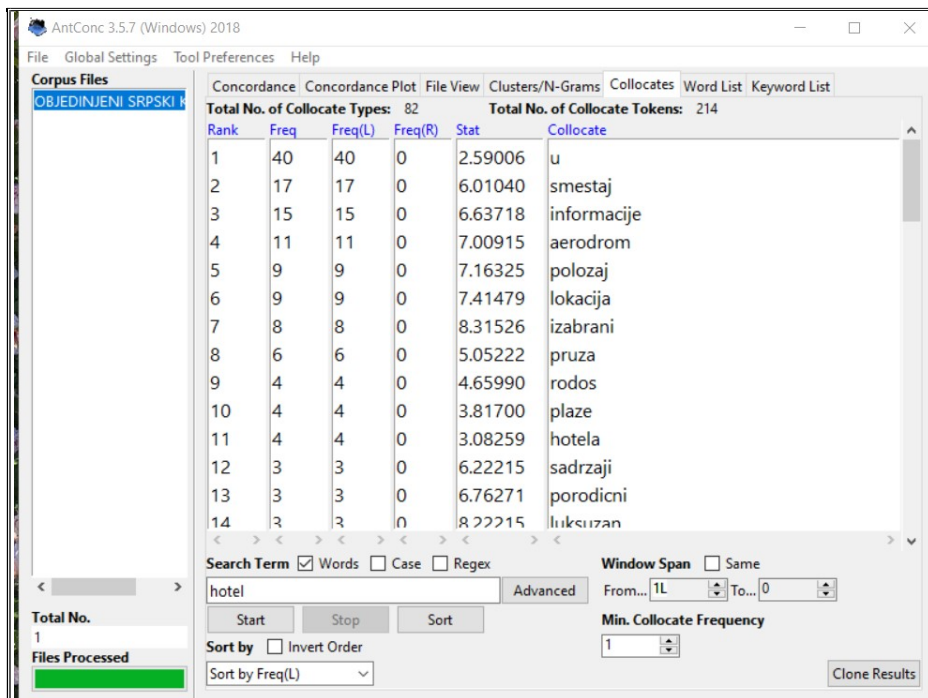 AntConc 3.5.7 (Windows) 2018
File Global Settings Tool Preferences Help
Corpus Files
OBJEDINJENI SRPSKI K
Concordance Concordance Plot File View Clusters/N-Grams Collocates Word List Keyword List
Total No. of Collocate Types: 82 Total No. of Collocate Tokens: 214
Rank Freq Freq(L) Freq(R) Stat Collocate
1 40 40 0 2.59006 u
2 17 17 0 6.01040 smestaj
3 15 15 0 6.63718 informacije
4 11 11 0 7.00915 aerodrom
5 9 9 0 7.16325 polozaj
6 9 9 0 7.41479 lokacija
7 8 8 0 8.31526 izabrani
8 6 6 0 5.05222 pruza
9 4 4 0 4.65990 rodos
10 4 4 0 3.81700 plaze
11 4 4 0 3.08259 hotela
12 3 3 0 6.22215 sadrzaji
13 3 3 0 6.76271 porodicni
14 3 3 0 8.22215 luksuzan
Search Term Words Case Regex Window Span Same
hotel Advanced From... 1L To... 0
Total No. Start Stop Sort Min. Collocate Frequency
1 Sort by Invert Order 1
Files Processed Sort by Freq(L) Clone Results